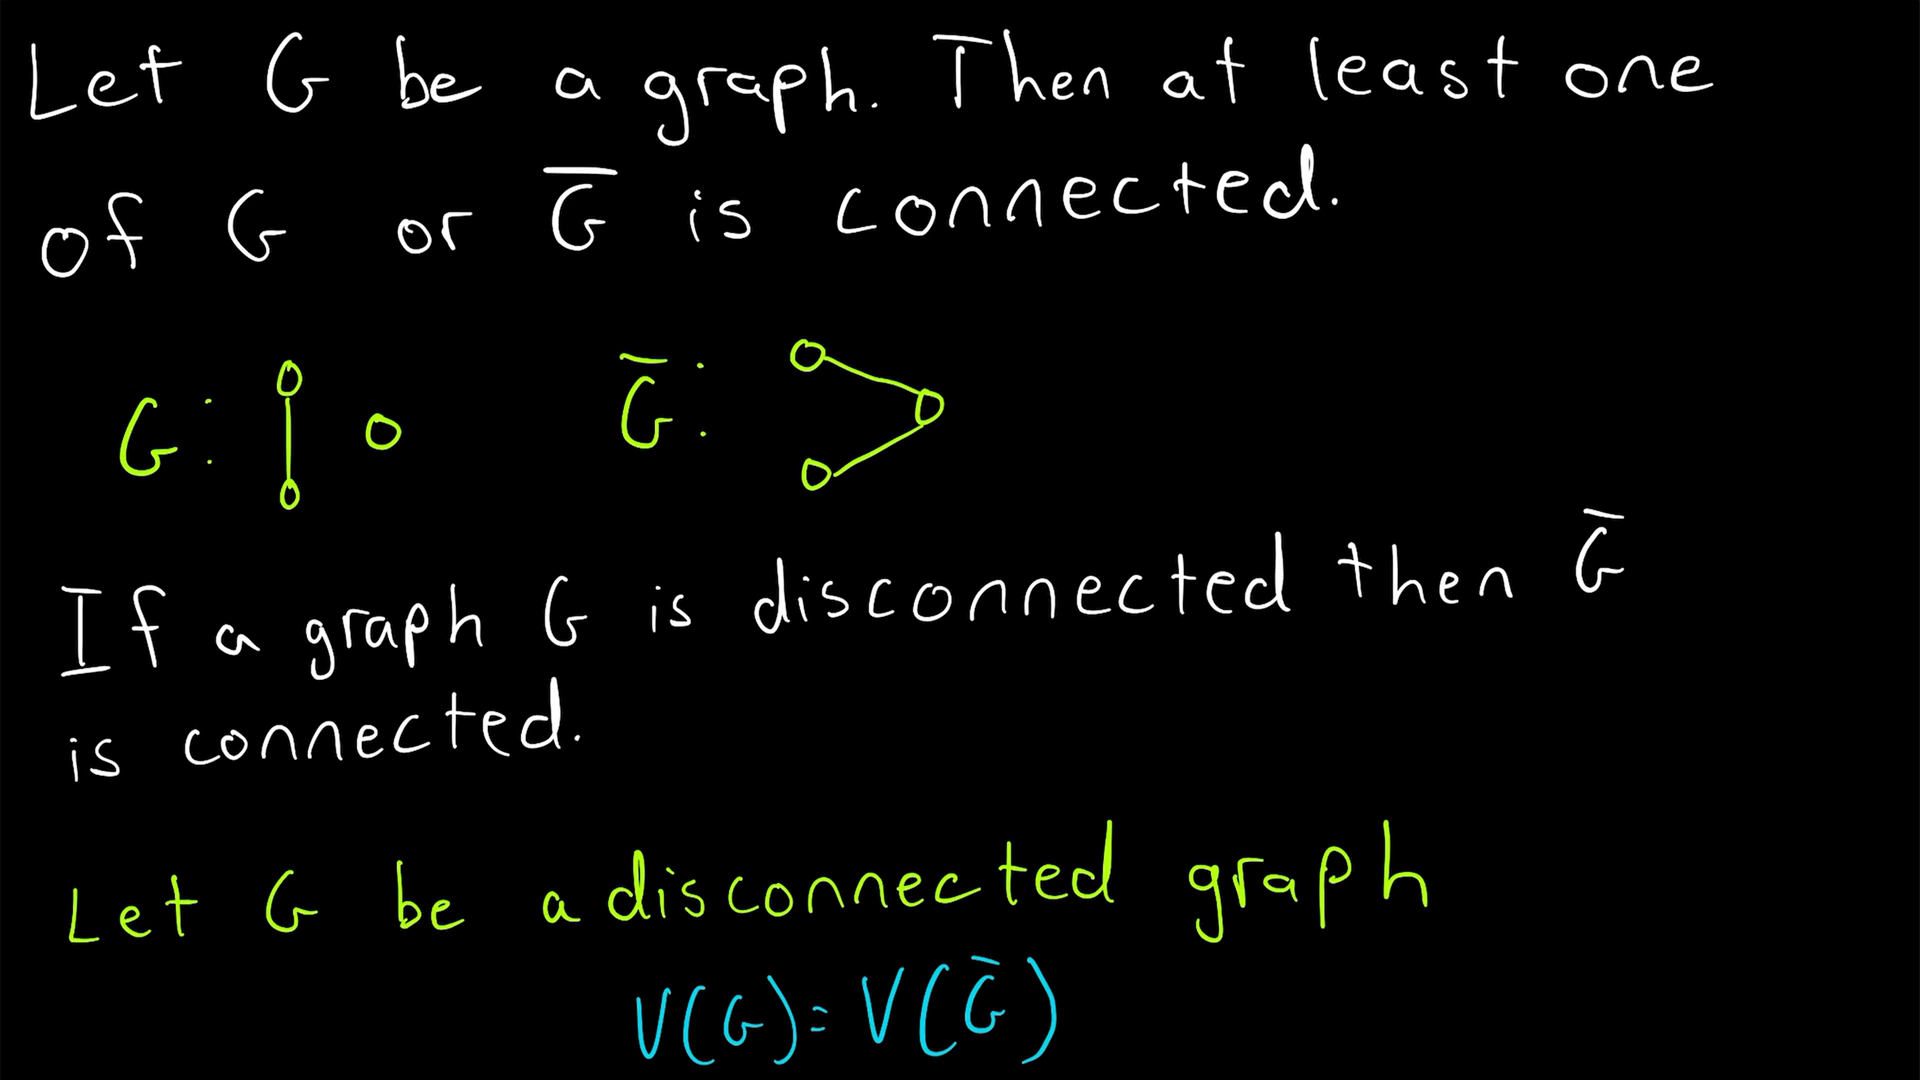 Let G be a graph. Then at least one
of G or G̅ is connected.
G: G̅:
If a graph G is disconnected then G̅
is connected.
Let G be a disconnected graph
V(G)=V(G̅)